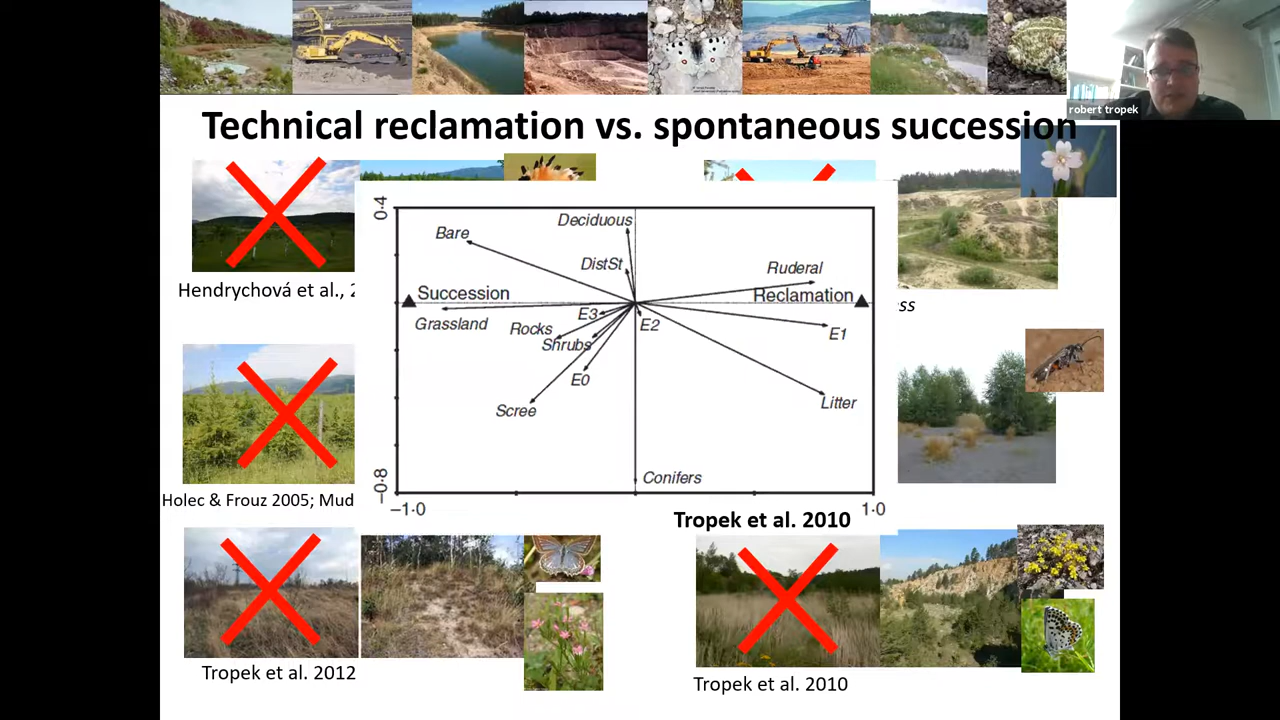 robert tropek
Technical reclamation vs. spontaneous succession
Hendrychová et al., 2
ss
Holec & Frouz 2005; Mud
Tropek et al. 2012
Tropek et al. 2010
0·4
Deciduous
Bare
DistSt
Ruderal
Succession
Reclamation
Grassland
E3
E2
Rocks
E1
Shrubs
E0
Litter
Scree
Conifers
−0·8
−1·0
1·0
Tropek et al. 2010